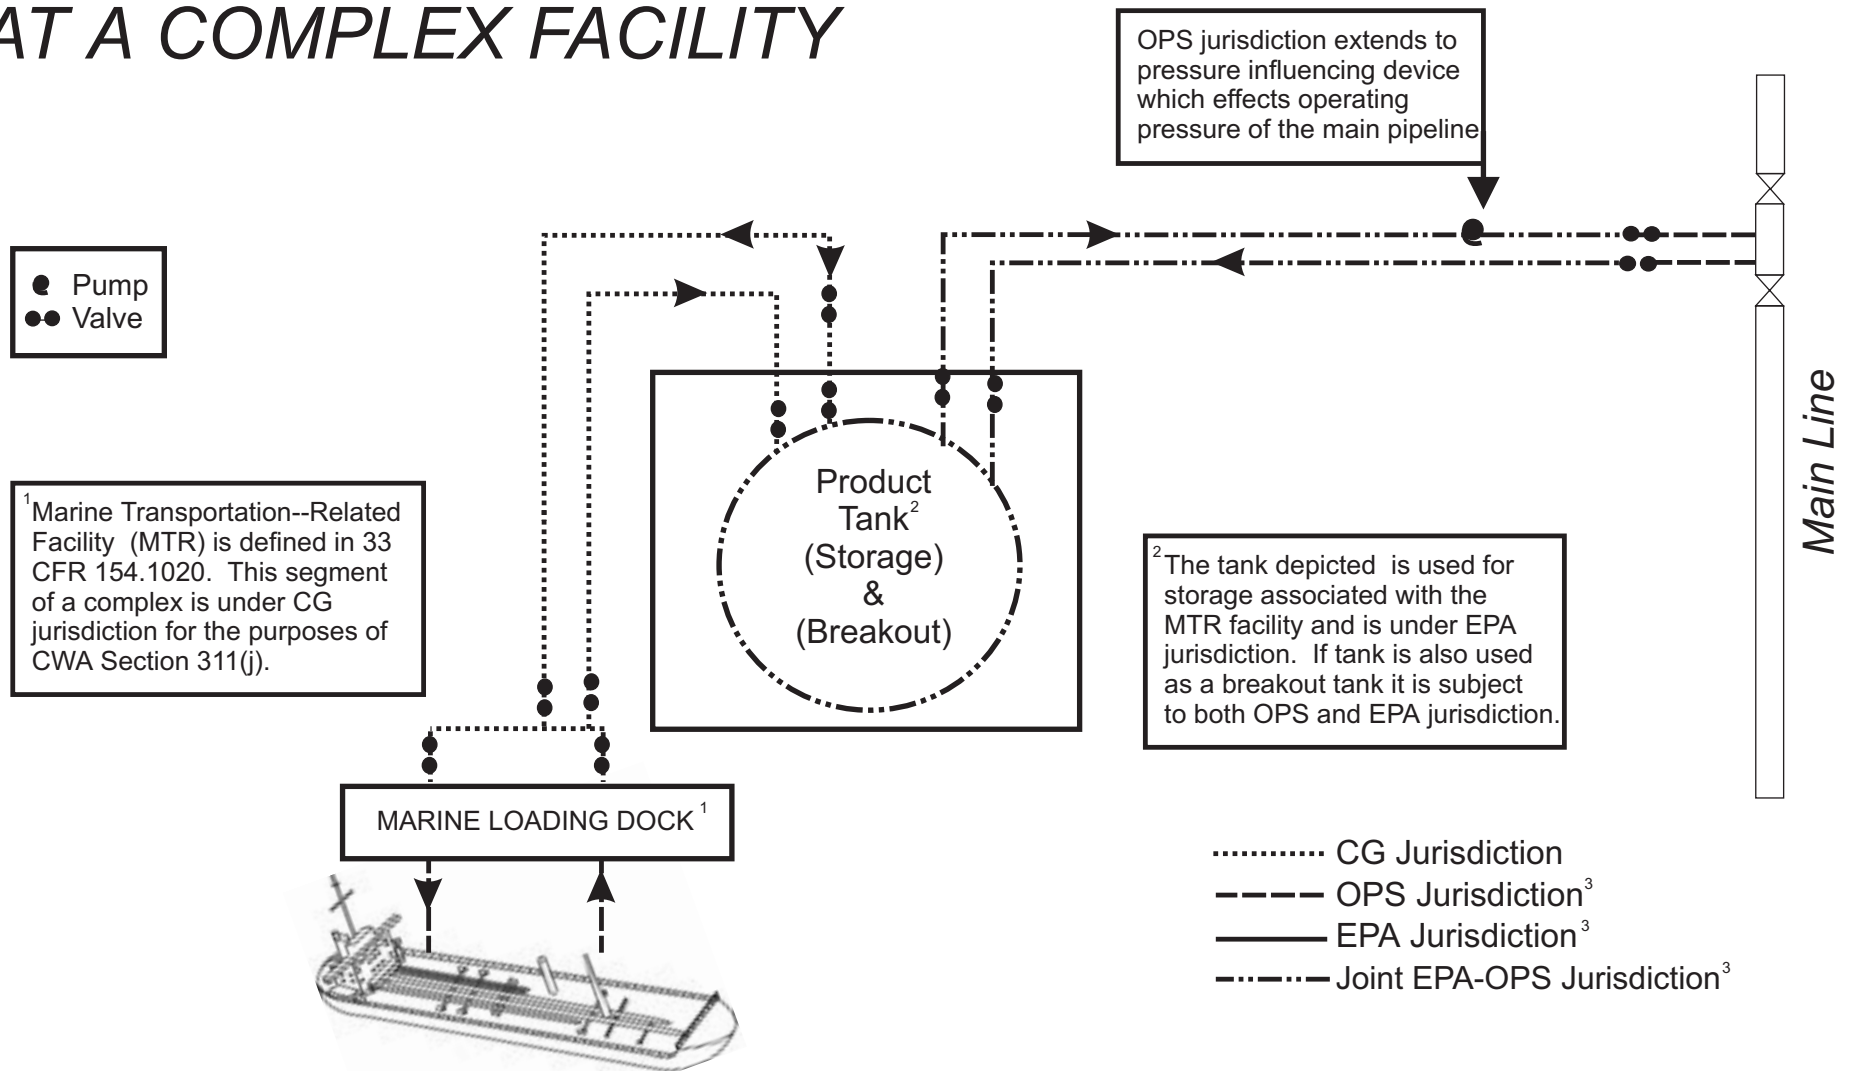 AT A COMPLEX FACILITY
OPS jurisdiction extends to
pressure influencing device
which effects operating
pressure of the main pipeline
Pump
Valve
1 Marine Transportation--Related
Facility (MTR) is defined in 33
CFR 154.1020. This segment
of a complex is under CG
jurisdiction for the purposes of
CWA Section 311(j).
Product
Tank2
(Storage)
&
(Breakout)
2 The tank depicted is used for
storage associated with the
MTR facility and is under EPA
jurisdiction. If tank is also used
as a breakout tank it is subject
to both OPS and EPA jurisdiction.
Main Line
MARINE LOADING DOCK 1
CG Jurisdiction
OPS Jurisdiction3
EPA Jurisdiction3
Joint EPA-OPS Jurisdiction3